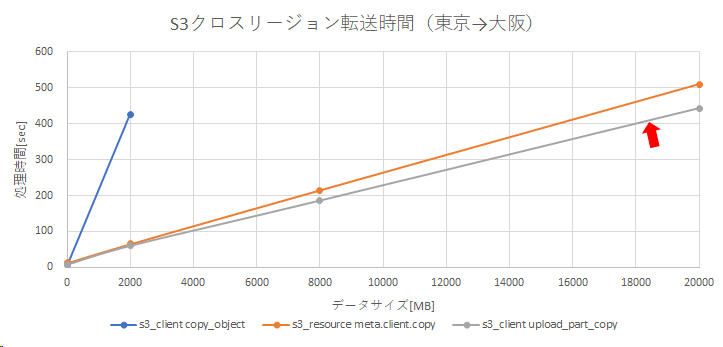 S3クロスリージョン転送時間（東京→大阪）
600
500
400
300
200
100
0
処理時間[sec]
0 2000 4000 6000 8000 10000 12000 14000 16000 18000 20000
データサイズ[MB]
s3_client copy_object s3_resource meta.client.copy s3_client upload_part_copy